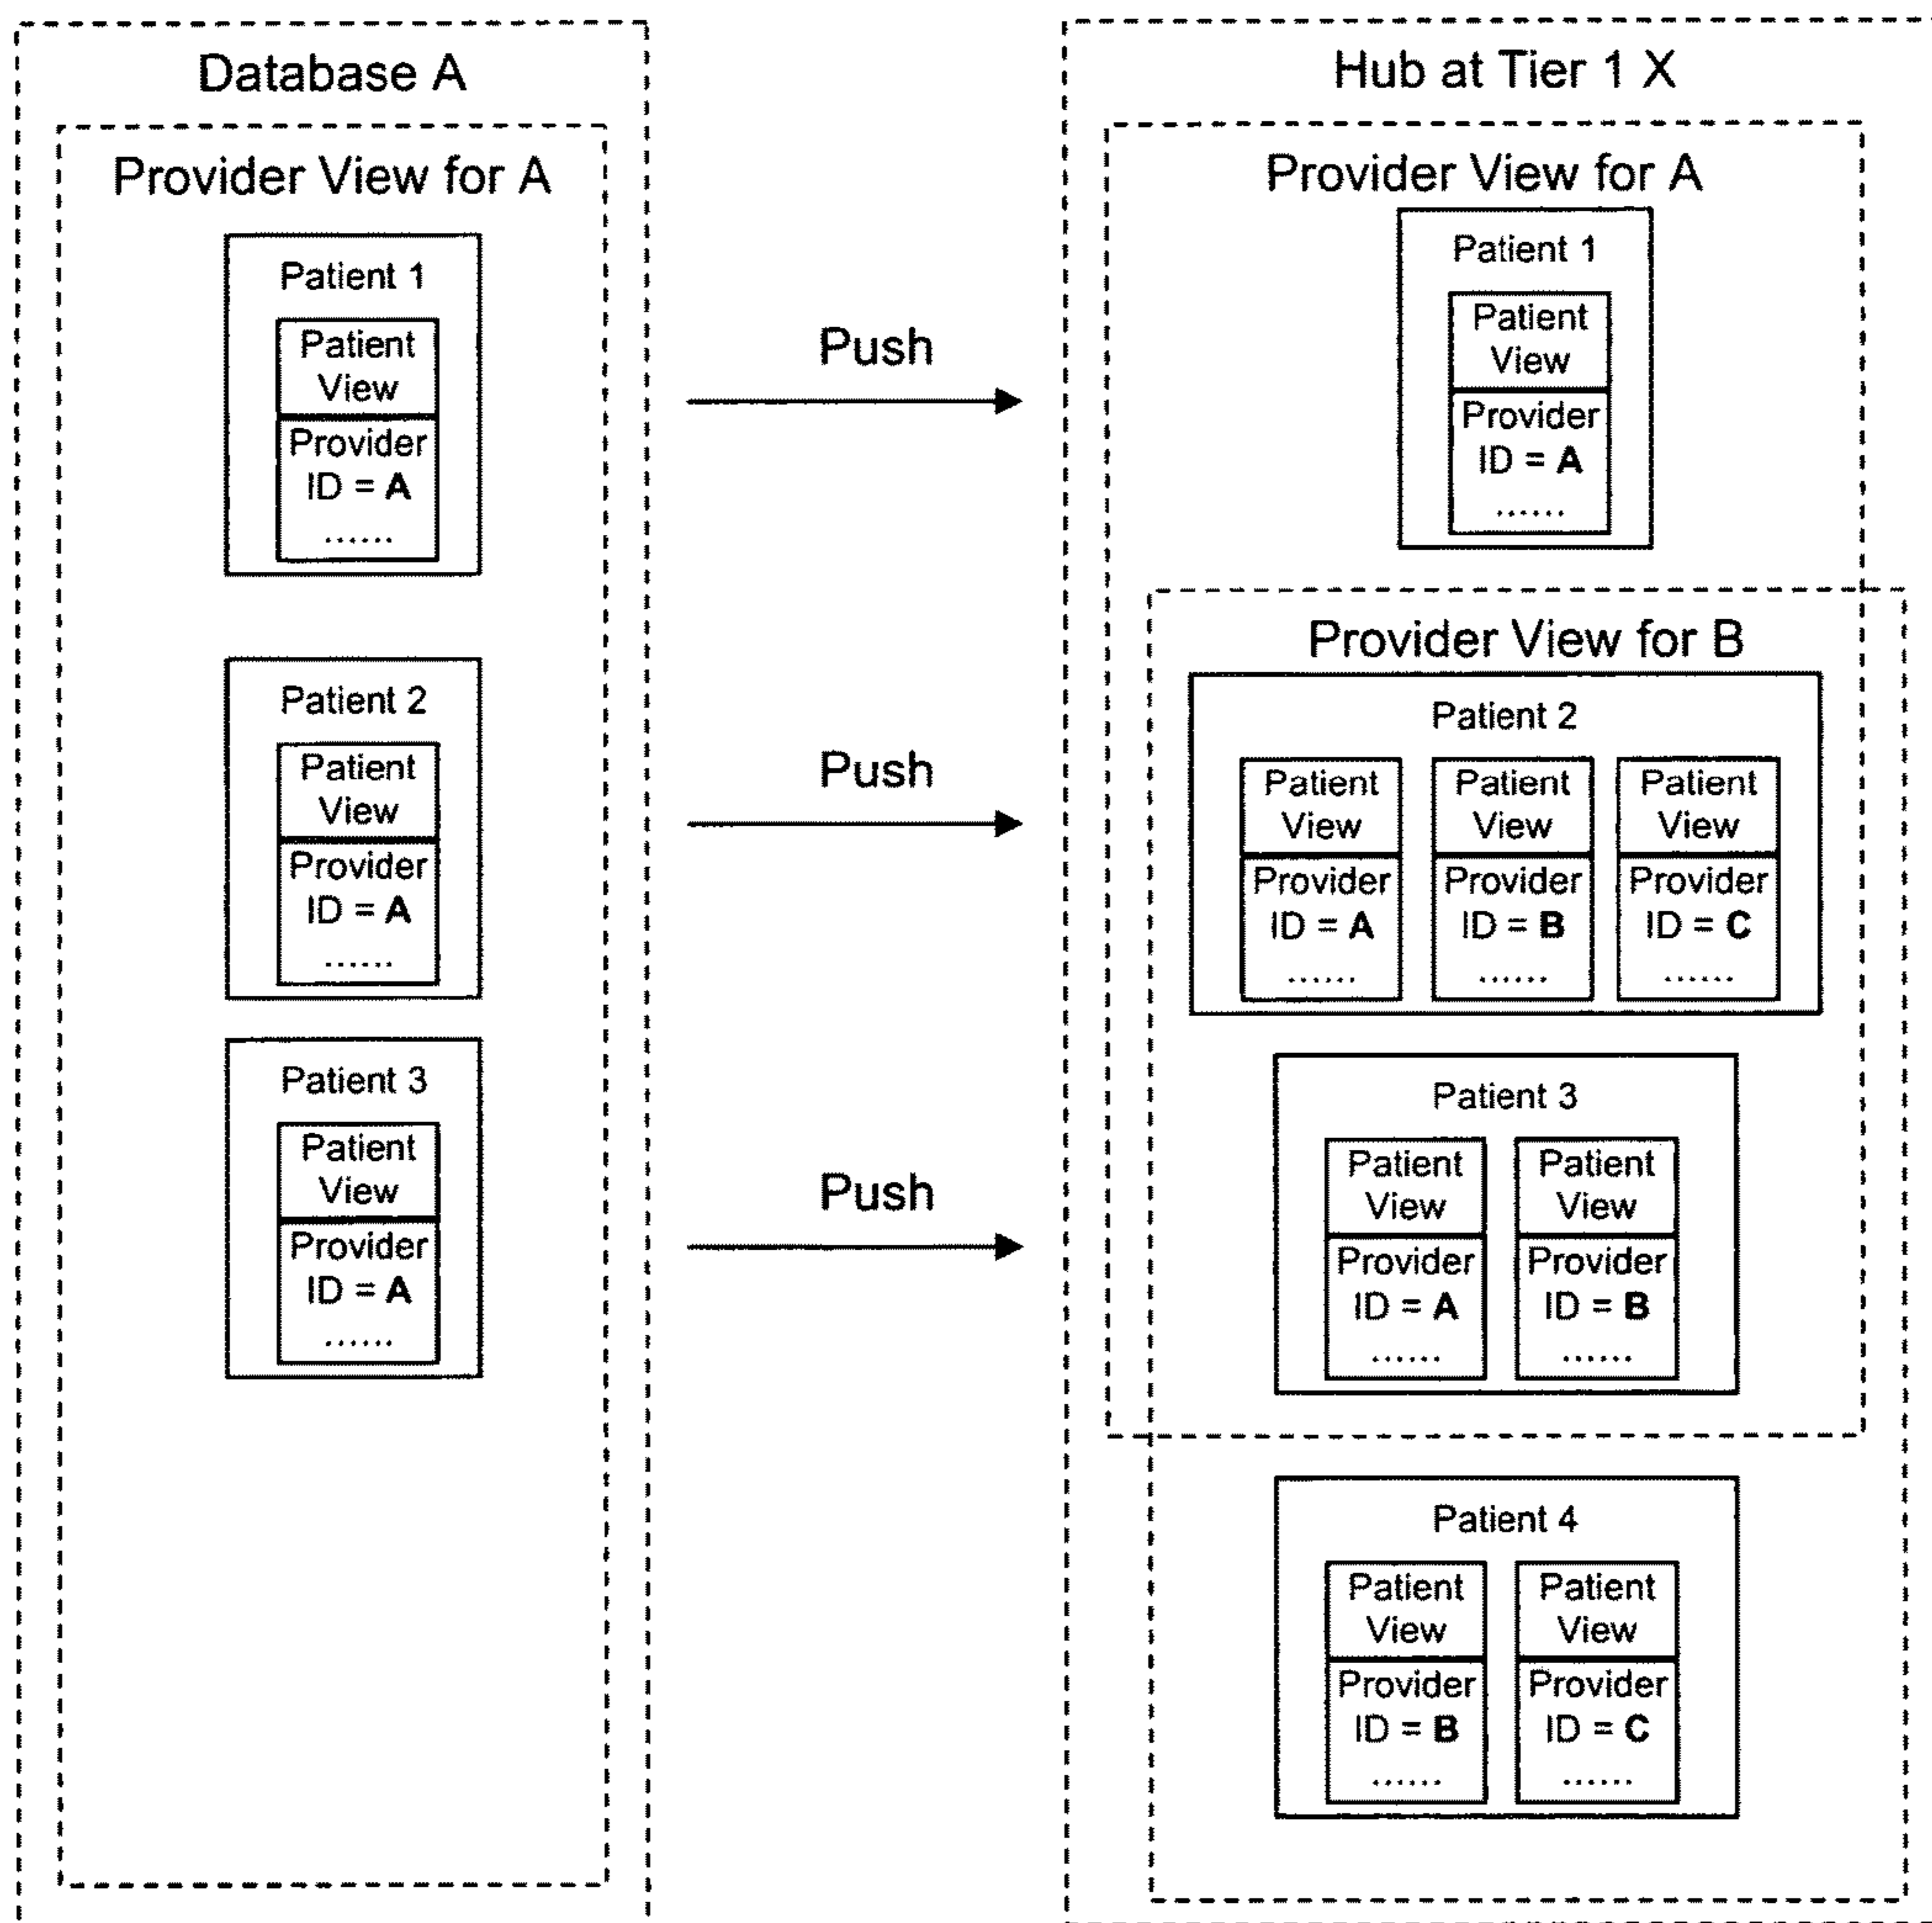 Database A
Provider View for A
Patient 1
Patient
View
Provider
ID = A
......
Patient 2
Patient
View
Provider
ID = A
......
Patient 3
Patient
View
Provider
ID = A
......
Push
Push
Push
Hub at Tier 1 X
Provider View for A
Patient 1
Patient
View
Provider
ID = A
......
Provider View for B
Patient 2
Patient
View
Provider
ID = A
......
Patient
View
Provider
ID = B
......
Patient
View
Provider
ID = C
......
Patient 3
Patient
View
Provider
ID = A
......
Patient
View
Provider
ID = B
......
Patient 4
Patient
View
Provider
ID = B
......
Patient
View
Provider
ID = C
......